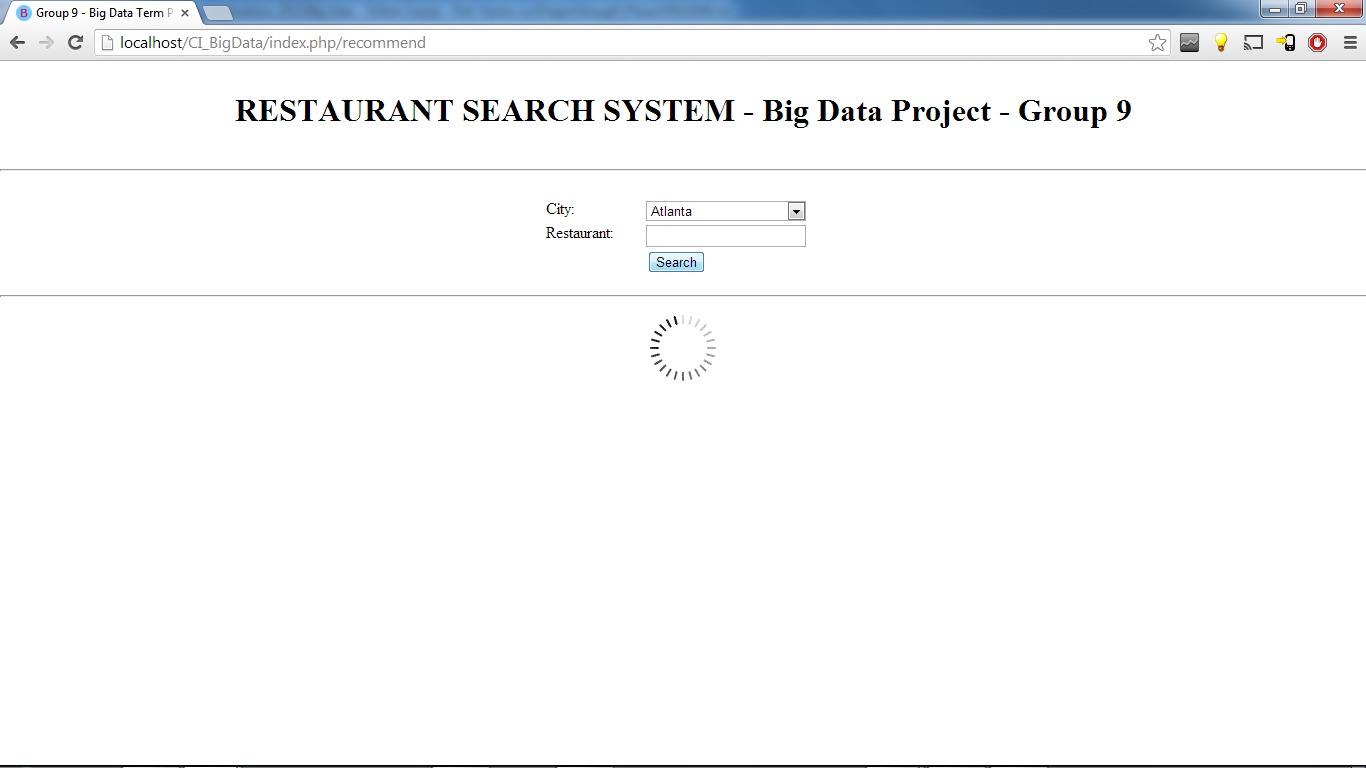 Group 9 - Big Data Term P
localhost/CI_BigData/index.php/recommend
RESTAURANT SEARCH SYSTEM - Big Data Project - Group 9
City:
Atlanta
Restaurant:
Search